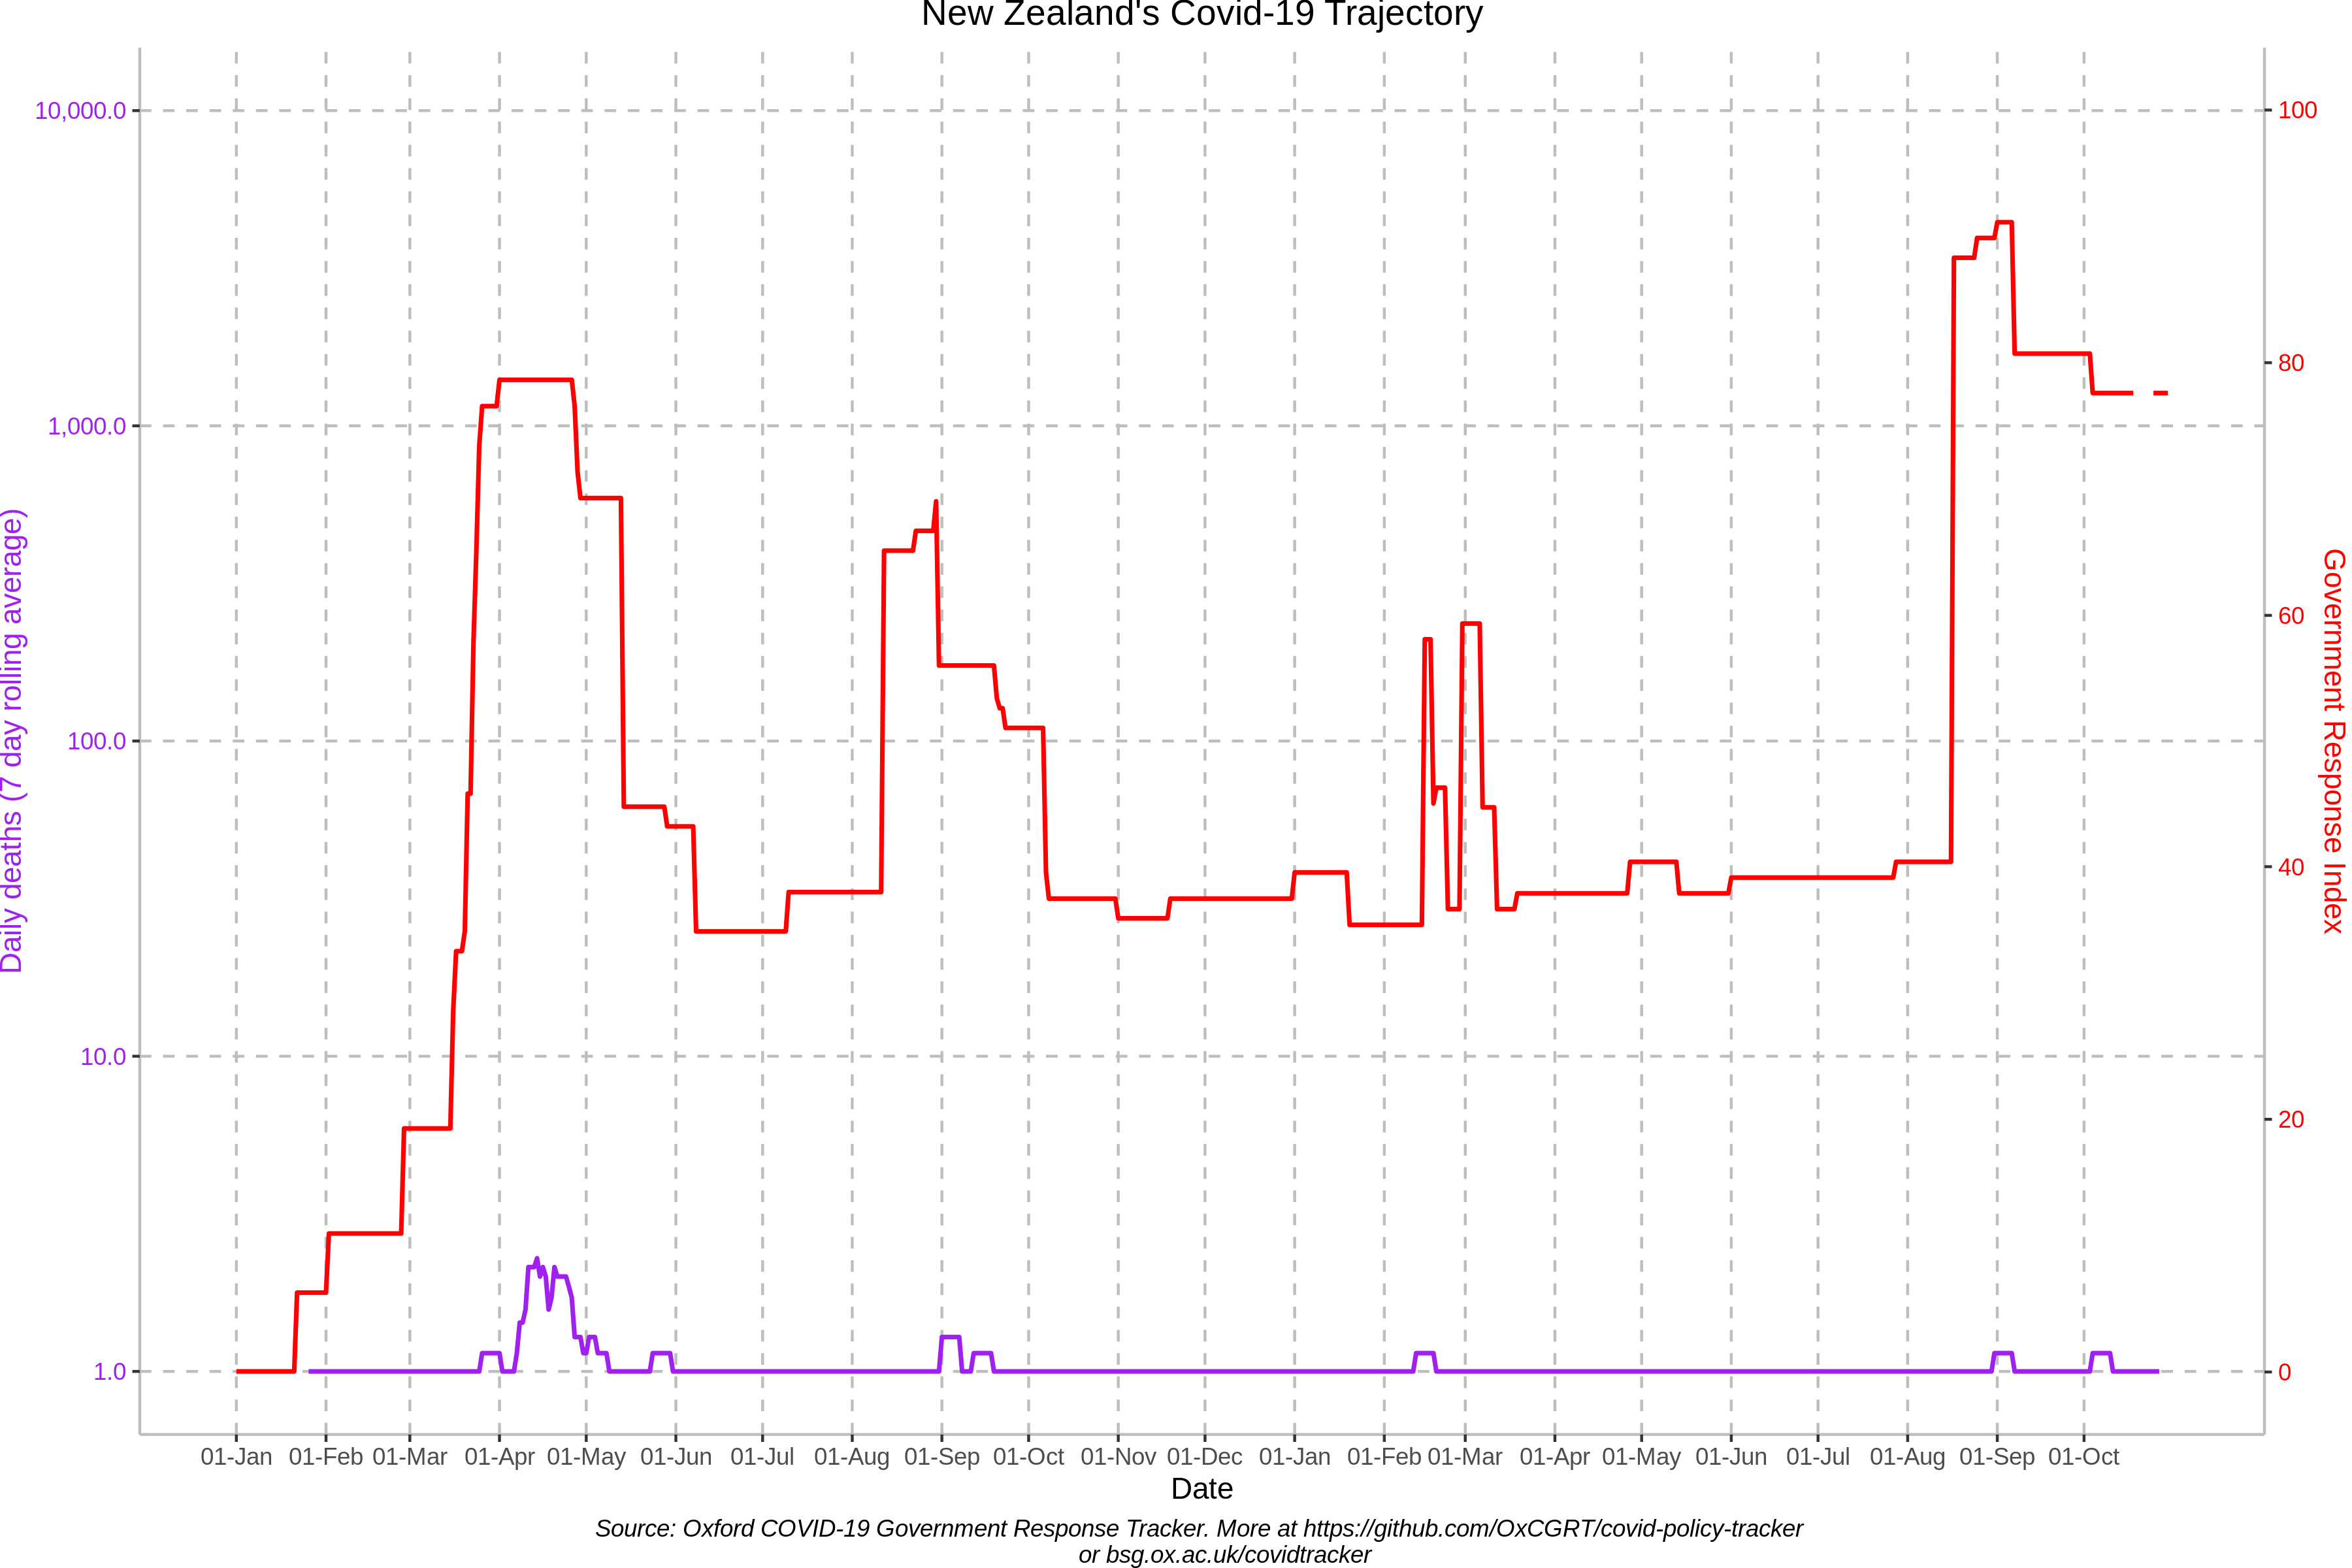 New Zealand's Covid-19 Trajectory
10,000.0
1,000.0
100.0
10.0
1.0
Daily deaths (7 day rolling average)
100
80
60
40
20
0
Government Response Index
01-Jan 01-Feb 01-Mar 01-Apr 01-May 01-Jun 01-Jul 01-Aug 01-Sep 01-Oct 01-Nov 01-Dec 01-Jan 01-Feb 01-Mar 01-Apr 01-May 01-Jun 01-Jul 01-Aug 01-Sep 01-Oct
Date
Source: Oxford COVID-19 Government Response Tracker. More at https://github.com/OxCGRT/covid-policy-tracker
or bsg.ox.ac.uk/covidtracker